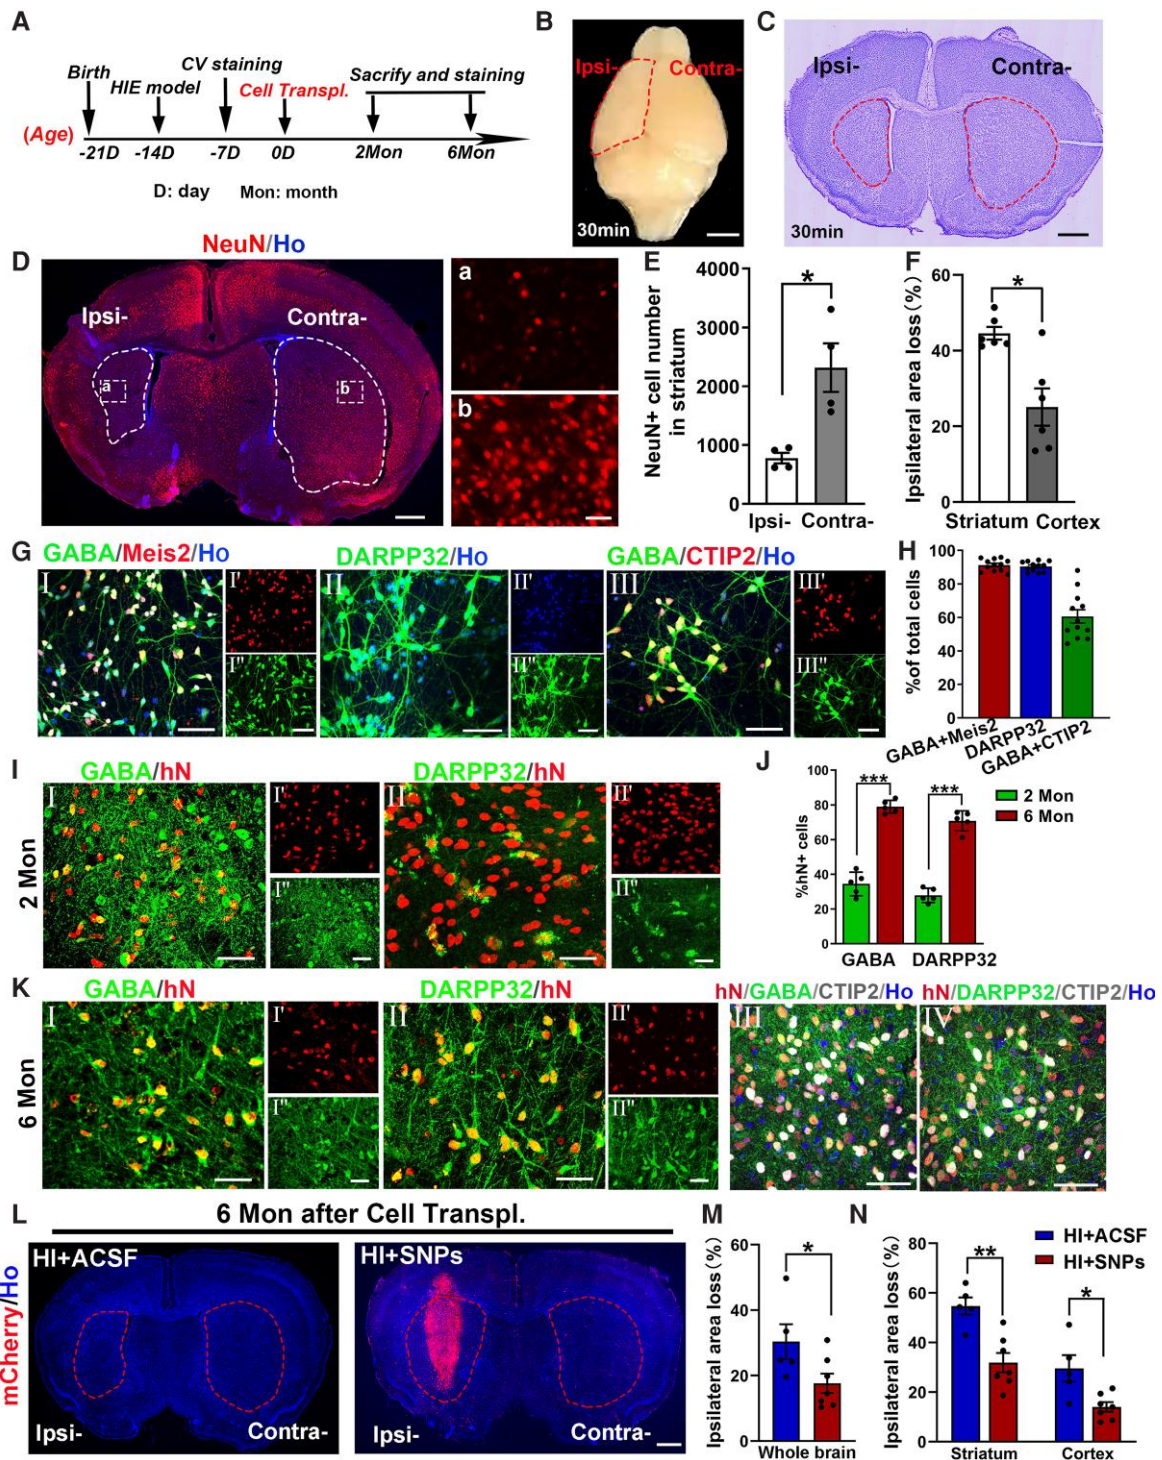 A
Birth
HIE model
CV staining
Cell Transpl.
Sacrify and staining
(Age)
-21D -14D -7D 0D 2Mon 6Mon
D: day Mon: month
B
Ipsi- Contra-
30min
C
Ipsi- Contra-
30min
D
NeuN/Ho
Ipsi- Contra-
a
b
a
b
E
NeuN+ cell number
in striatum
4000
3000
2000
1000
0
*
Ipsi- Contra-
F
Ipsilateral area loss (%)
60
40
20
0
*
Striatum Cortex
G
GABA/Meis2/Ho
I
I'
I"
DARPP32/Ho
II
II'
II"
GABA/CTIP2/Ho
III
III'
III"
H
%of total cells
100
80
60
40
20
0
GABA+Meis2
DARPP32
GABA+CTIP2
I
2 Mon
GABA/hN
I
I'
I"
DARPP32/hN
II
II'
II"
J
%hN+ cells
100
80
60
40
20
0
*** ***
GABA DARPP32
2 Mon
6 Mon
K
6 Mon
GABA/hN
I
I'
I"
DARPP32/hN
II
II'
II"
hN/GABA/CTIP2/Ho
III
hN/DARPP32/CTIP2/Ho
IV
L
6 Mon after Cell Transpl.
mCherry/Ho
HI+ACSF
Ipsi- Contra-
HI+SNPs
Ipsi- Contra-
M
Ipsilateral area loss (%)
60
40
20
0
*
Whole brain
N
Ipsilateral area loss (%)
80
60
40
20
0
**
*
HI+ACSF
HI+SNPs
Striatum Cortex